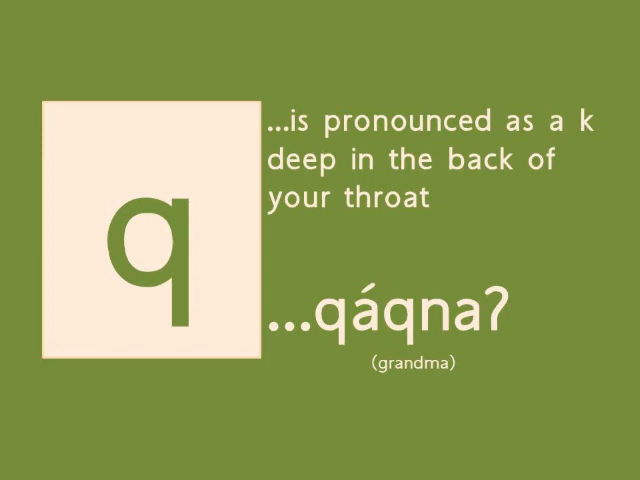 q
...is pronounced as a k
deep in the back of
your throat
...qáqnaʔ
(grandma)